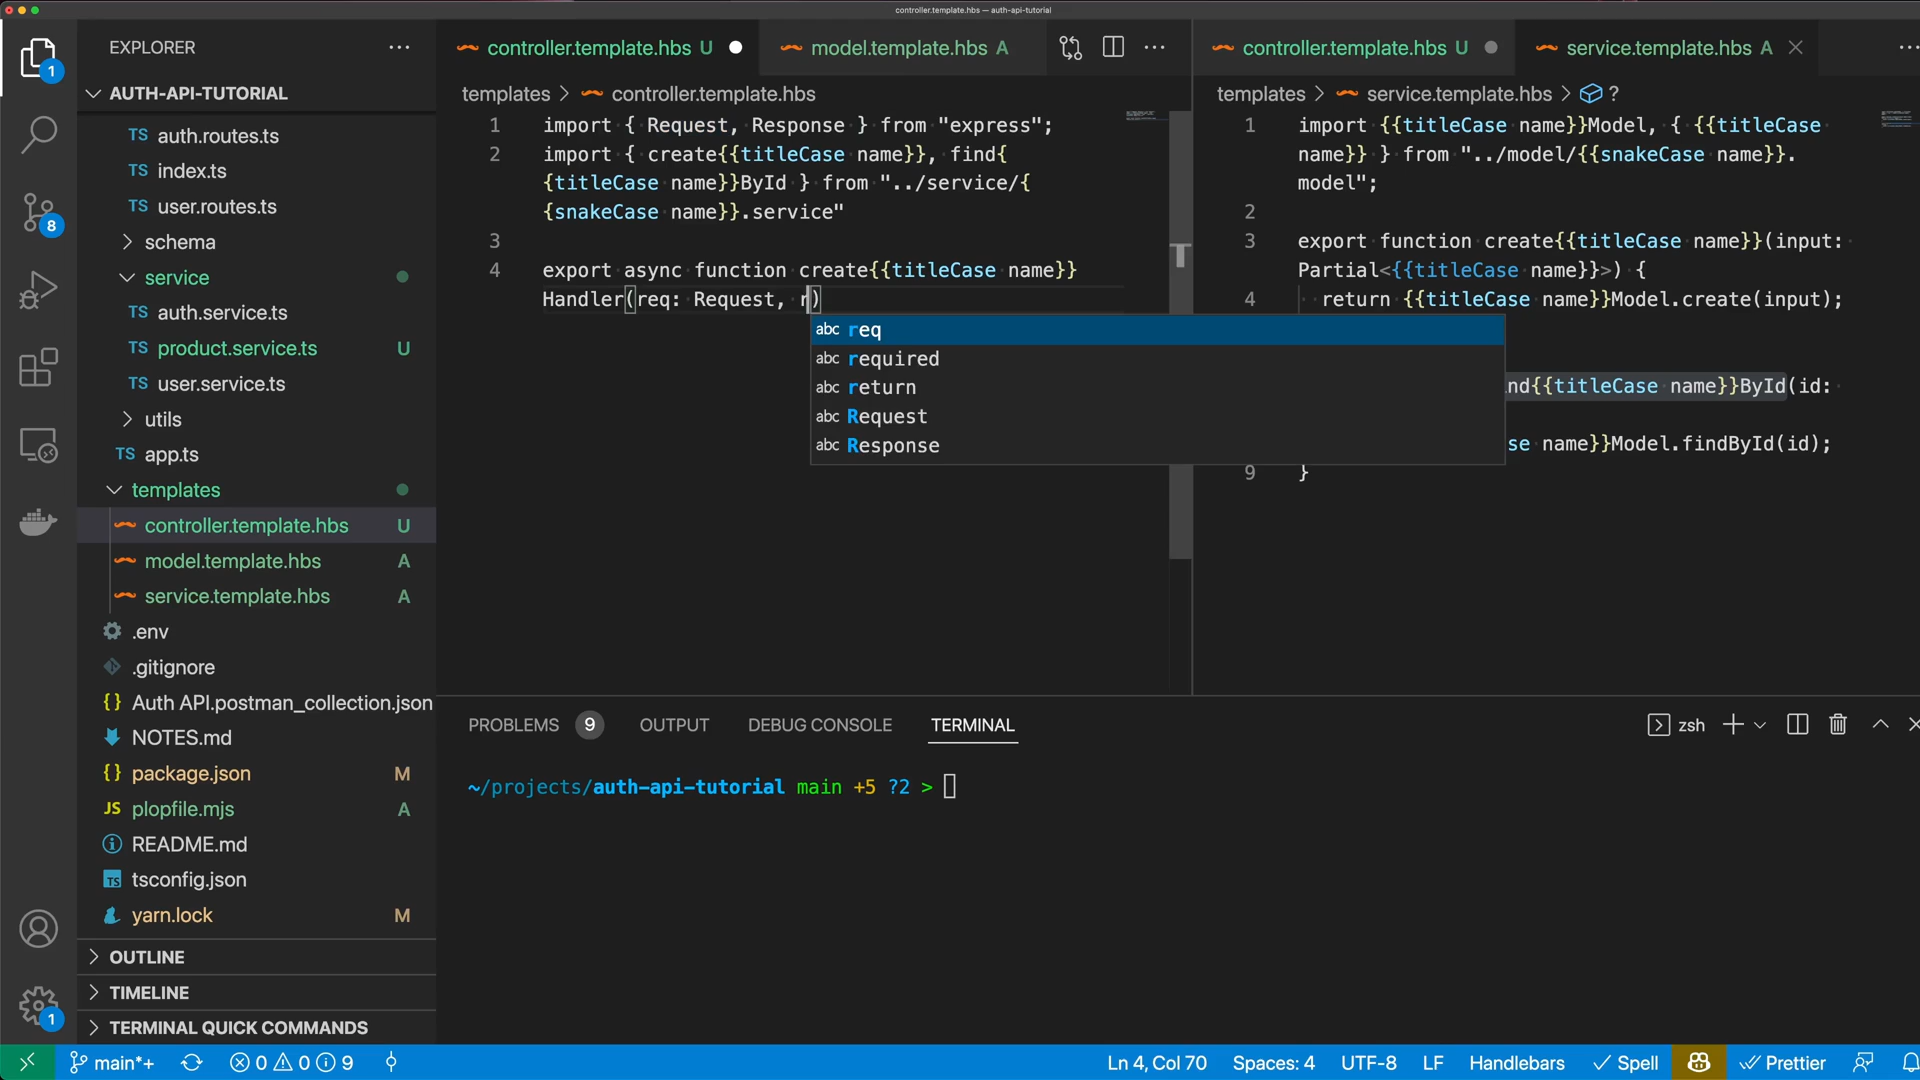 controller.template.hbs — auth-api-tutorial
EXPLORER
AUTH-API-TUTORIAL
TS auth.routes.ts
TS index.ts
TS user.routes.ts
schema
service
TS auth.service.ts
TS product.service.ts U
TS user.service.ts
utils
TS app.ts
templates
controller.template.hbs U
model.template.hbs A
service.template.hbs A
.env
.gitignore
{} Auth API.postman_collection.json
NOTES.md
{} package.json M
JS plopfile.mjs A
README.md
TS tsconfig.json
yarn.lock M
OUTLINE
TIMELINE
TERMINAL QUICK COMMANDS
1
8
1
controller.template.hbs U
model.template.hbs A
templates > controller.template.hbs
1 import { Request, Response } from "express";
2 import { create{{titleCase name}}, find{
{titleCase name}}ById } from "../service/{
{snakeCase name}}.service"
3
4 export async function create{{titleCase name}}
Handler(req: Request, r)
abc req
abc required
abc return
abc Request
abc Response
controller.template.hbs U
service.template.hbs A
templates > service.template.hbs > ?
1 import {{titleCase name}}Model, { {{titleCase
name}} } from "../model/{{snakeCase name}}.
model";
2
3 export function create{{titleCase name}}(input:
Partial<{{titleCase name}}>) {
4 return {{titleCase name}}Model.create(input);
nd{{titleCase name}}ById(id:
se name}}Model.findById(id);
9 }
PROBLEMS 9 OUTPUT DEBUG CONSOLE TERMINAL
zsh
~/projects/auth-api-tutorial main +5 ?2 >
main*+ 0 0 9
Ln 4, Col 70 Spaces: 4 UTF-8 LF Handlebars Spell Prettier